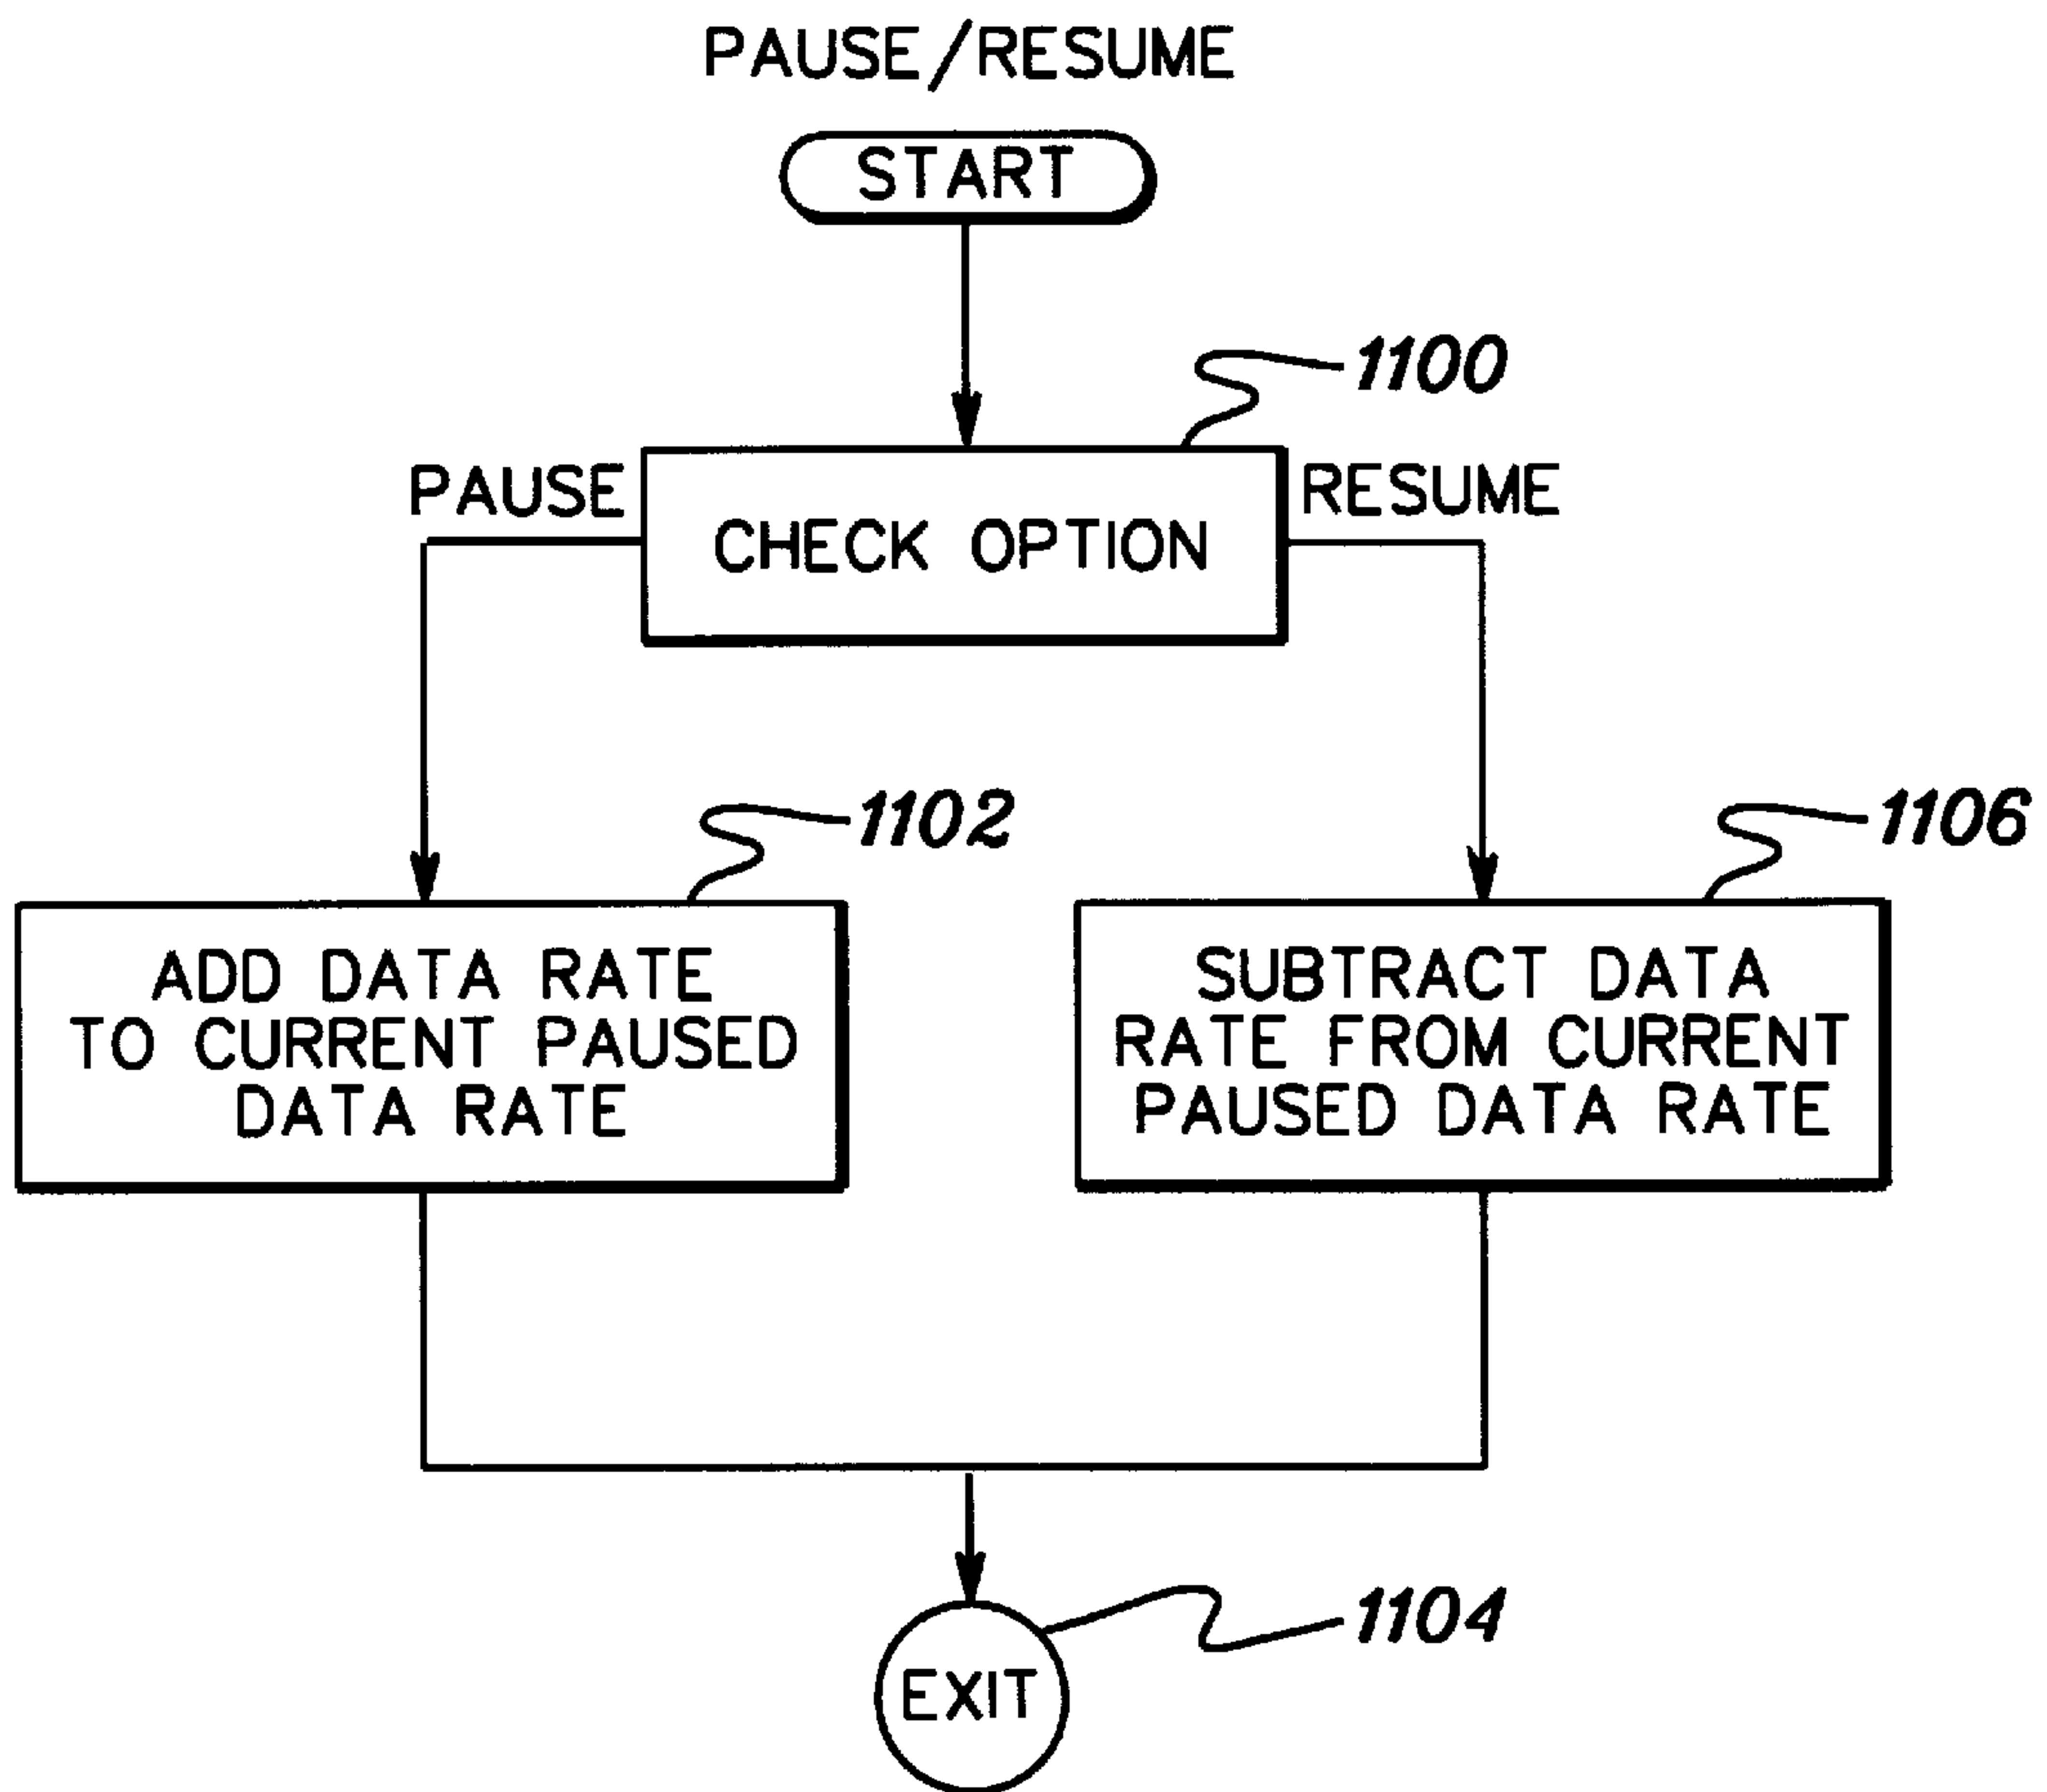 PAUSE/RESUME
START
1100
PAUSE
RESUME
CHECK OPTION
1102
1106
ADD DATA RATE
TO CURRENT PAUSED
DATA RATE
SUBTRACT DATA
RATE FROM CURRENT
PAUSED DATA RATE
1104
EXIT